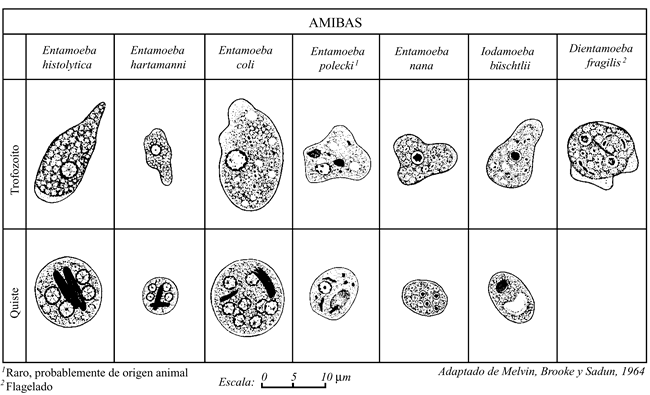 AMIBAS
Entamoeba histolytica
Entamoeba hartamanni
Entamoeba coli
Entamoeba polecki¹
Entamoeba nana
Iodamoeba büschtlii
Dientamoeba fragilis²
Trofozoito
Quiste
¹Raro, probablemente de origen animal
²Flagelado
Escala: 0 5 10 µm
Adaptado de Melvin, Brooke y Sadun, 1964